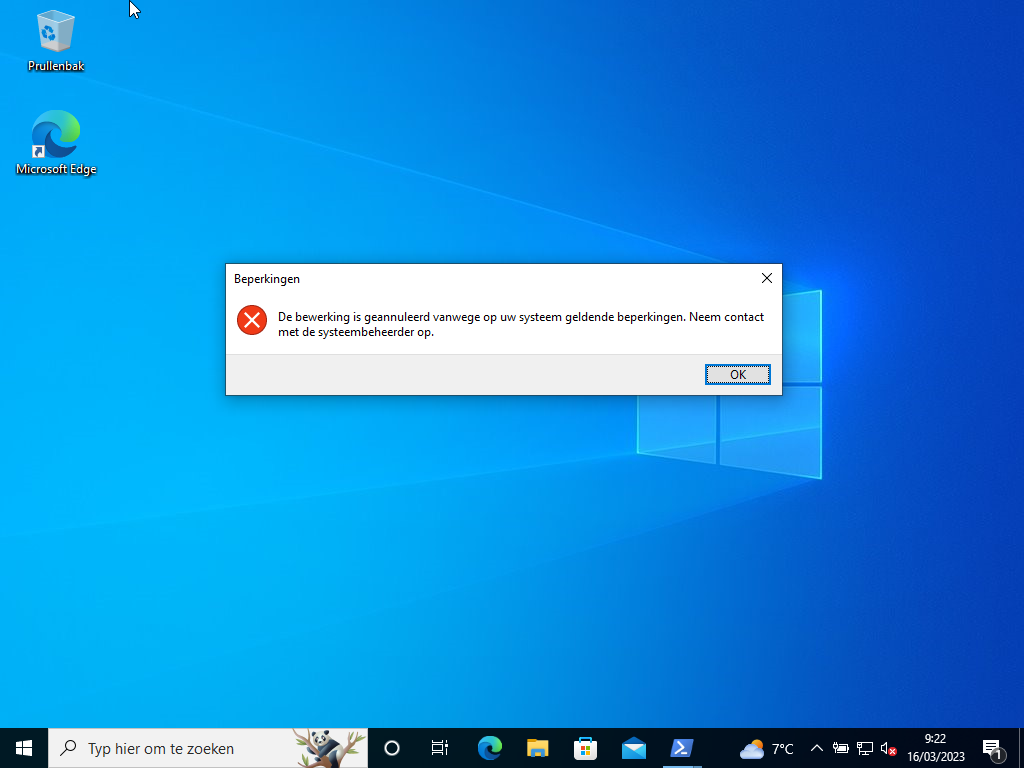 Prullenbak
Microsoft Edge
Beperkingen
De bewerking is geannuleerd vanwege op uw systeem geldende beperkingen. Neem contact
met de systeembeheerder op.
OK
Typ hier om te zoeken
7°C
9:22
16/03/2023
1